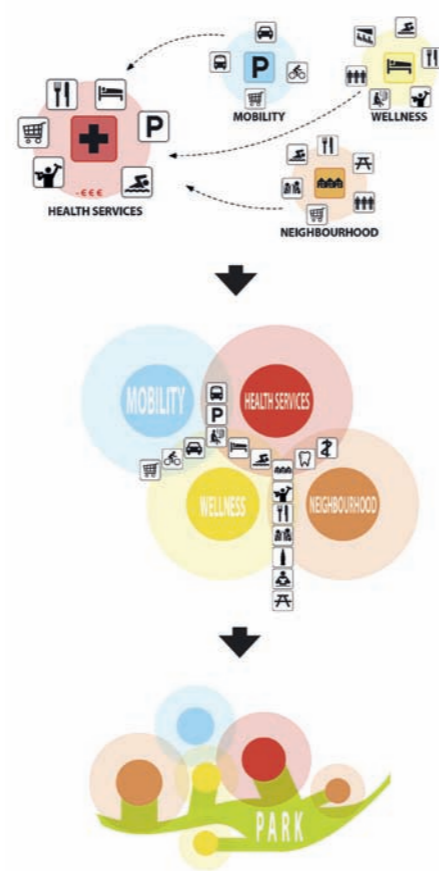 P
MOBILITY
WELLNESS
P
-€€€
HEALTH SERVICES
NEIGHBOURHOOD
MOBILITY
HEALTH SERVICES
P
WELLNESS
NEIGHBOURHOOD
PARK